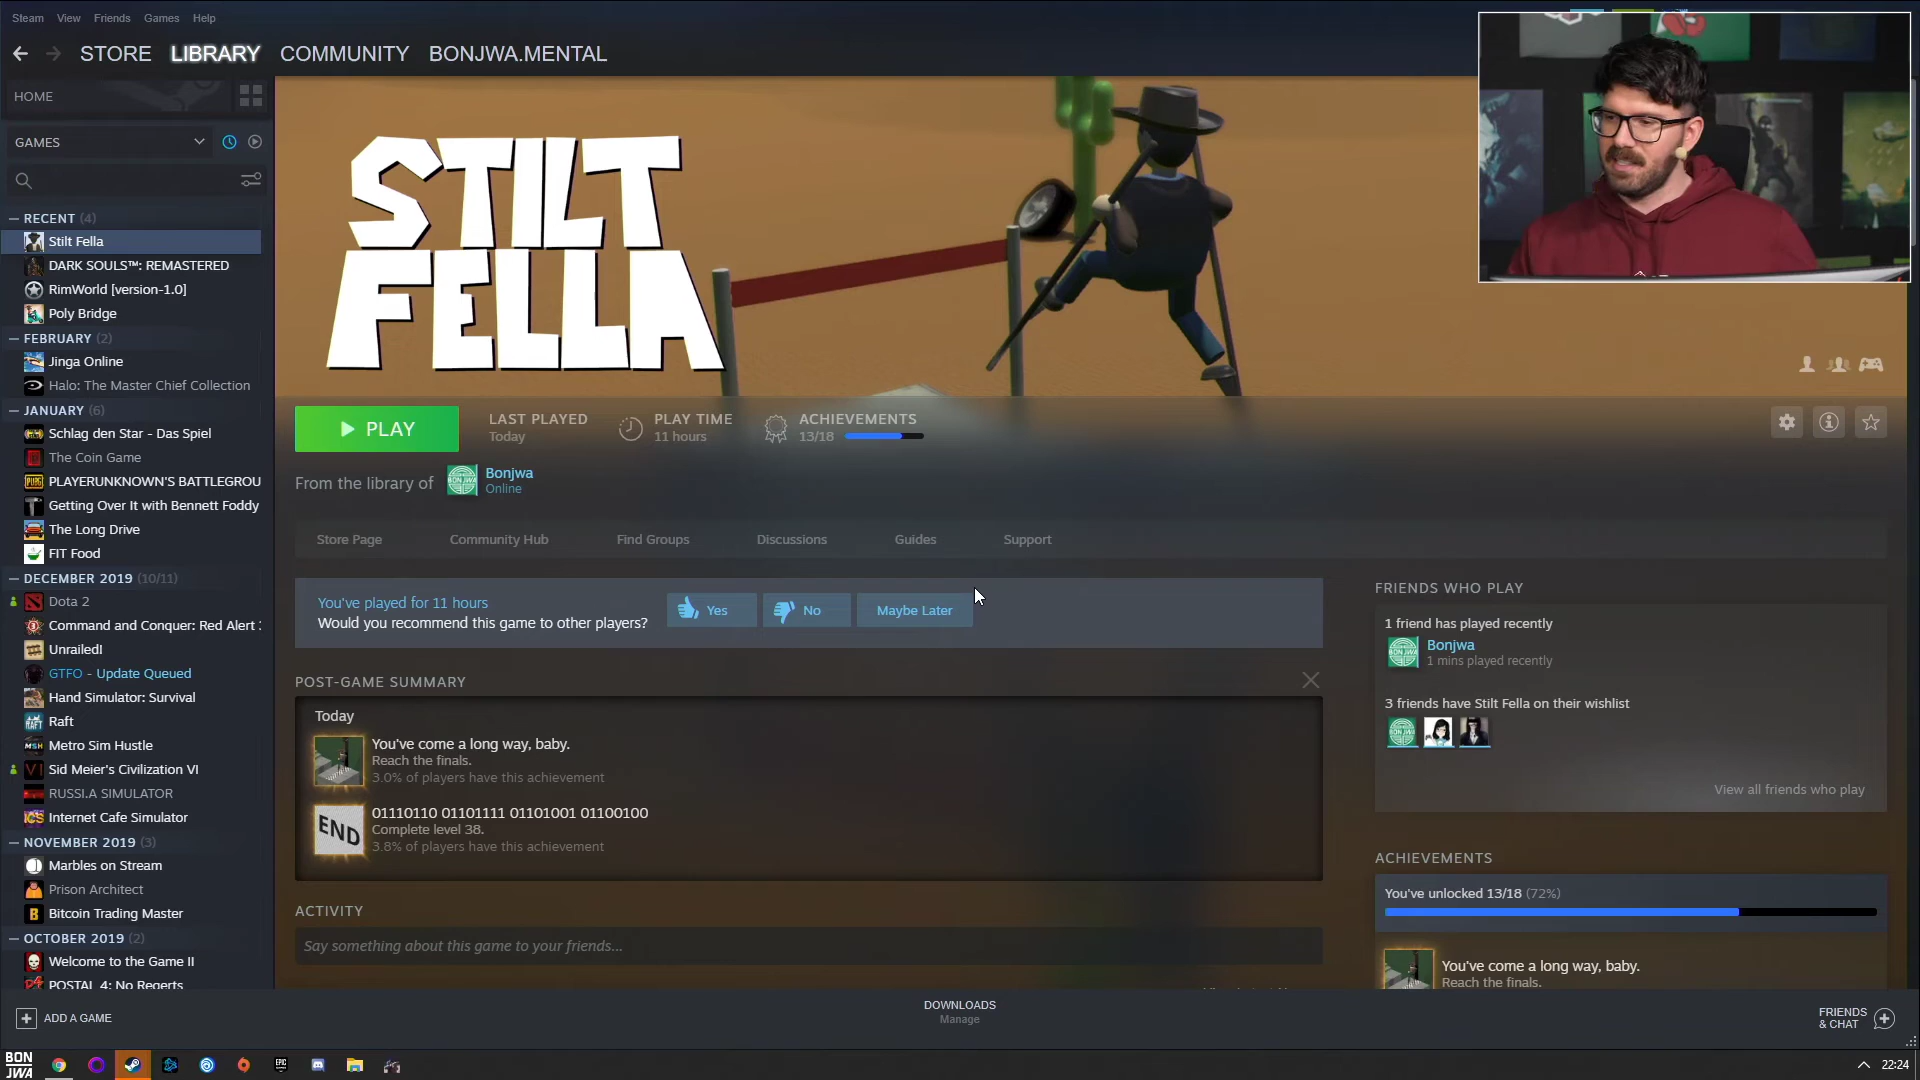 Steam View Friends Games Help
STORE LIBRARY COMMUNITY BONJWA.MENTAL
HOME
GAMES
RECENT (4)
Stilt Fella
DARK SOULS™: REMASTERED
RimWorld [version-1.0]
Poly Bridge
FEBRUARY (2)
Jinga Online
Halo: The Master Chief Collection
JANUARY (6)
Schlag den Star - Das Spiel
The Coin Game
PLAYERUNKNOWN'S BATTLEGROU
Getting Over It with Bennett Foddy
The Long Drive
FIT Food
DECEMBER 2019 (10/11)
Dota 2
Command and Conquer: Red Alert 3
Unrailed!
GTFO - Update Queued
Hand Simulator: Survival
Raft
Metro Sim Hustle
Sid Meier's Civilization VI
RUSSI.A SIMULATOR
Internet Cafe Simulator
NOVEMBER 2019 (3)
Marbles on Stream
Prison Architect
Bitcoin Trading Master
OCTOBER 2019 (2)
Welcome to the Game II
POSTAL 4: No Regerts
ADD A GAME
STILT
FELLA
PLAY
LAST PLAYED
Today
PLAY TIME
11 hours
ACHIEVEMENTS
13/18
From the library of
Bonjwa
Online
Store Page Community Hub Find Groups Discussions Guides Support
You've played for 11 hours
Would you recommend this game to other players?
Yes No Maybe Later
POST-GAME SUMMARY
Today
You've come a long way, baby.
Reach the finals.
3.0% of players have this achievement
END
01110110 01101111 01101001 01100100
Complete level 38.
3.8% of players have this achievement
ACTIVITY
Say something about this game to your friends...
FRIENDS WHO PLAY
1 friend has played recently
Bonjwa
1 mins played recently
3 friends have Stilt Fella on their wishlist
View all friends who play
ACHIEVEMENTS
You've unlocked 13/18 (72%)
You've come a long way, baby.
Reach the finals.
DOWNLOADS
Manage
FRIENDS
& CHAT
BON
JWA
EPIC
22:24